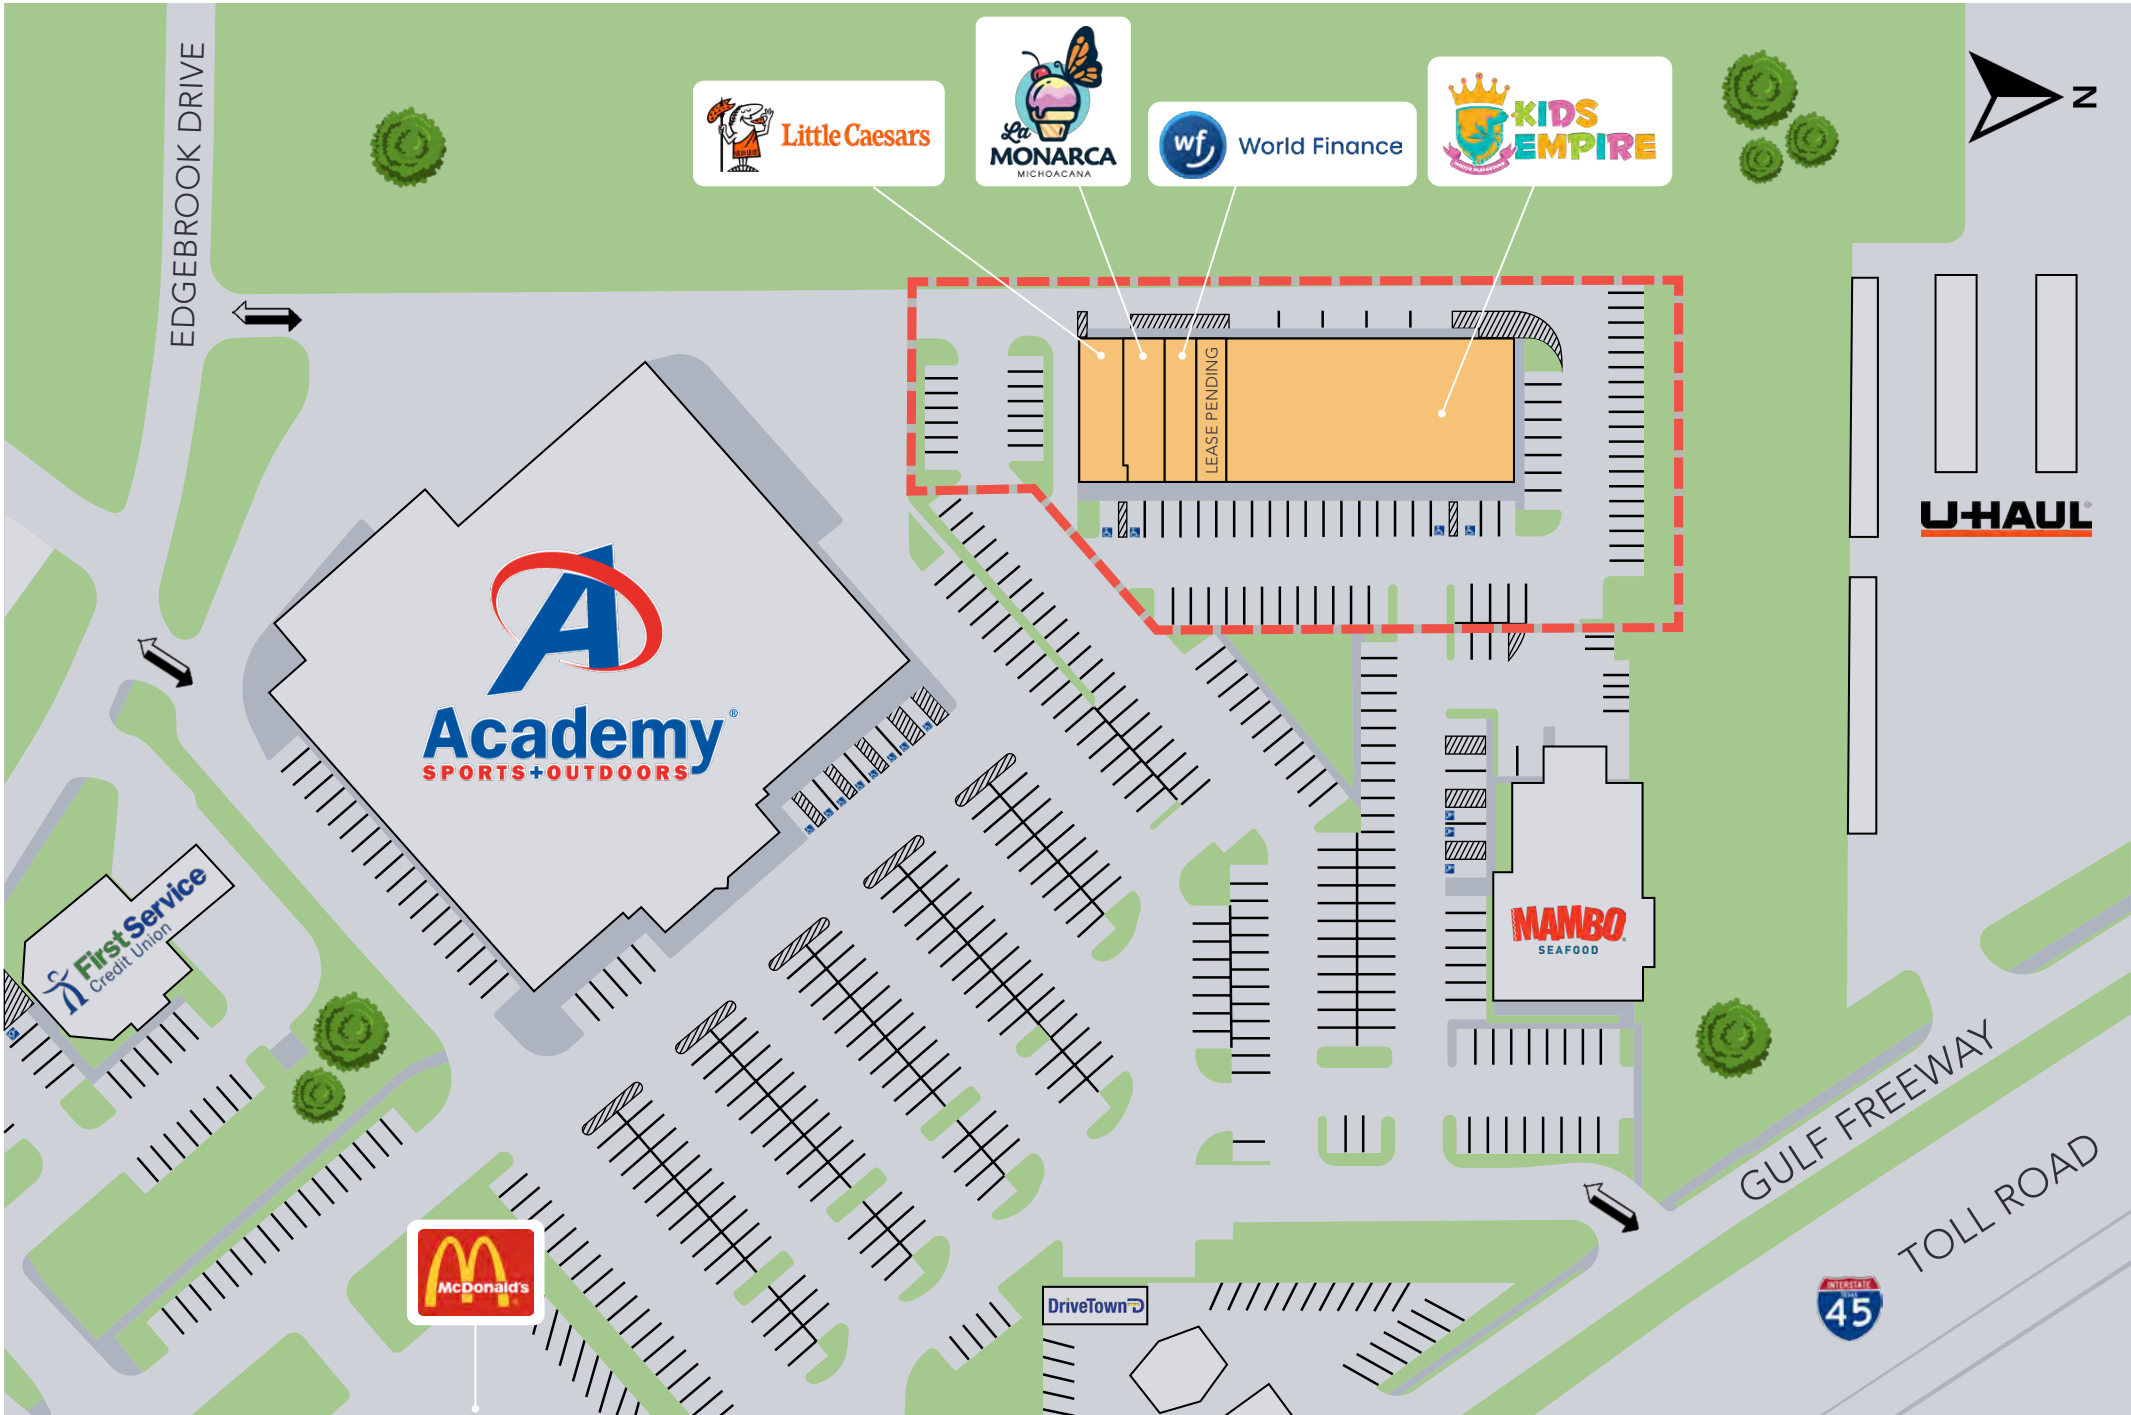 EDGEBROOK DRIVE
Little Caesars
La
MONARCA
MICHOACANA
wf
World Finance
KIDS
EMPIRE
N
LEASE PENDING
U-HAUL®
A
Academy®
SPORTS+OUTDOORS
First Service
Credit Union
MAMBO
SEAFOOD
GULF FREEWAY
TOLL ROAD
McDonald's
DriveTown
INTERSTATE
TEXAS
45